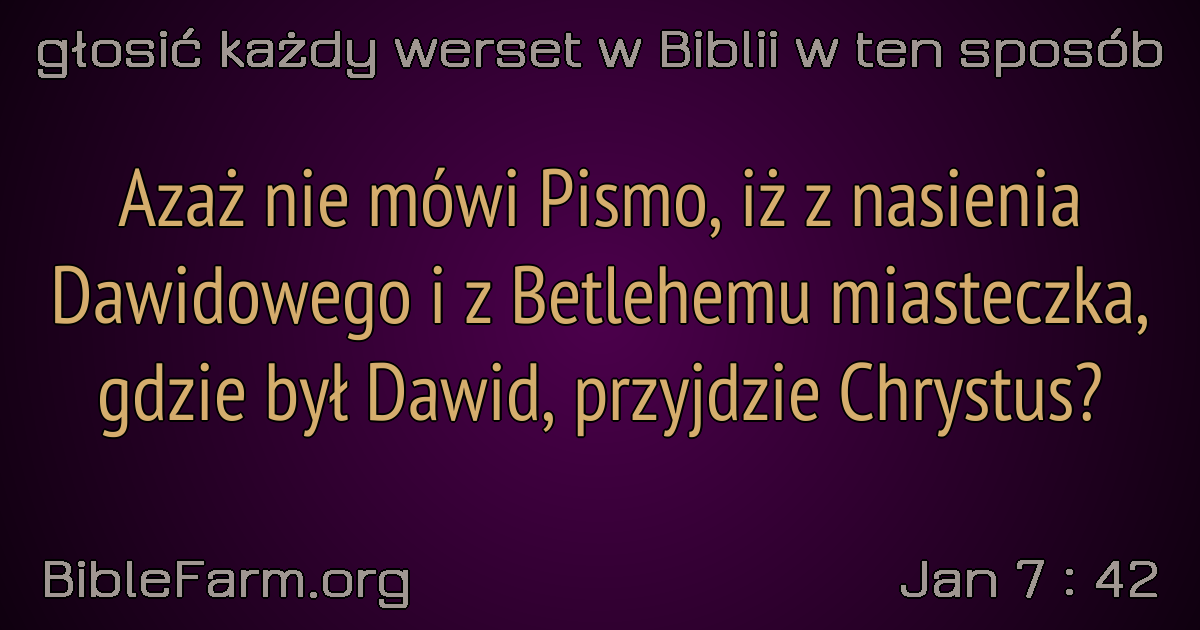 głosić każdy werset w Biblii w ten sposób
Azaż nie mówi Pismo, iż z nasienia
Dawidowego i z Betlehemu miasteczka,
gdzie był Dawid, przyjdzie Chrystus?
BibleFarm.org
Jan 7 : 42